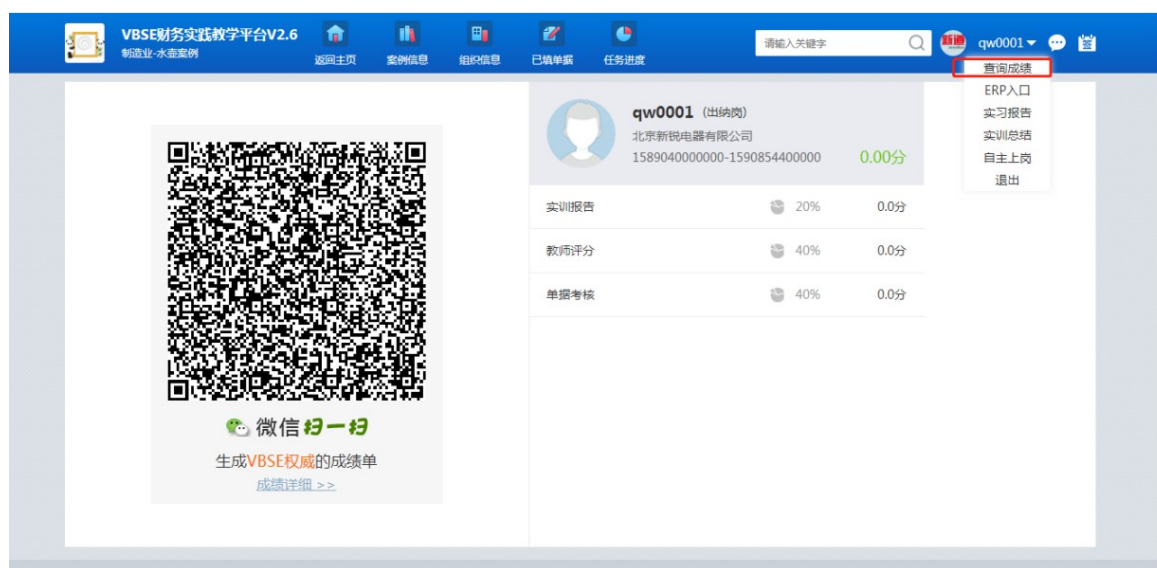 VBSE财务实践教学平台V2.6
制造业-水壶案例
返回主页 案例信息 组织信息 已填单据 任务进度
请输入关键字
新道
qw0001
签
查询成绩
ERP入口
实习报告
实训总结
自主上岗
退出
qw0001 (出纳岗)
北京新锐电器有限公司
1589040000000-1590854400000 0.00分
实训报告 20% 0.0分
教师评分 40% 0.0分
单据考核 40% 0.0分
微信扫一扫
生成VBSE权威的成绩单
成绩详细 >>